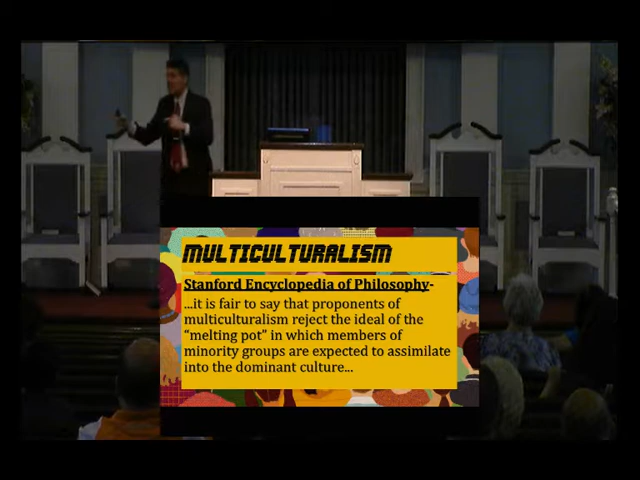 MULTICULTURALISM
Stanford Encyclopedia of Philosophy-
...it is fair to say that proponents of
multiculturalism reject the ideal of the
“melting pot” in which members of
minority groups are expected to assimilate
into the dominant culture...